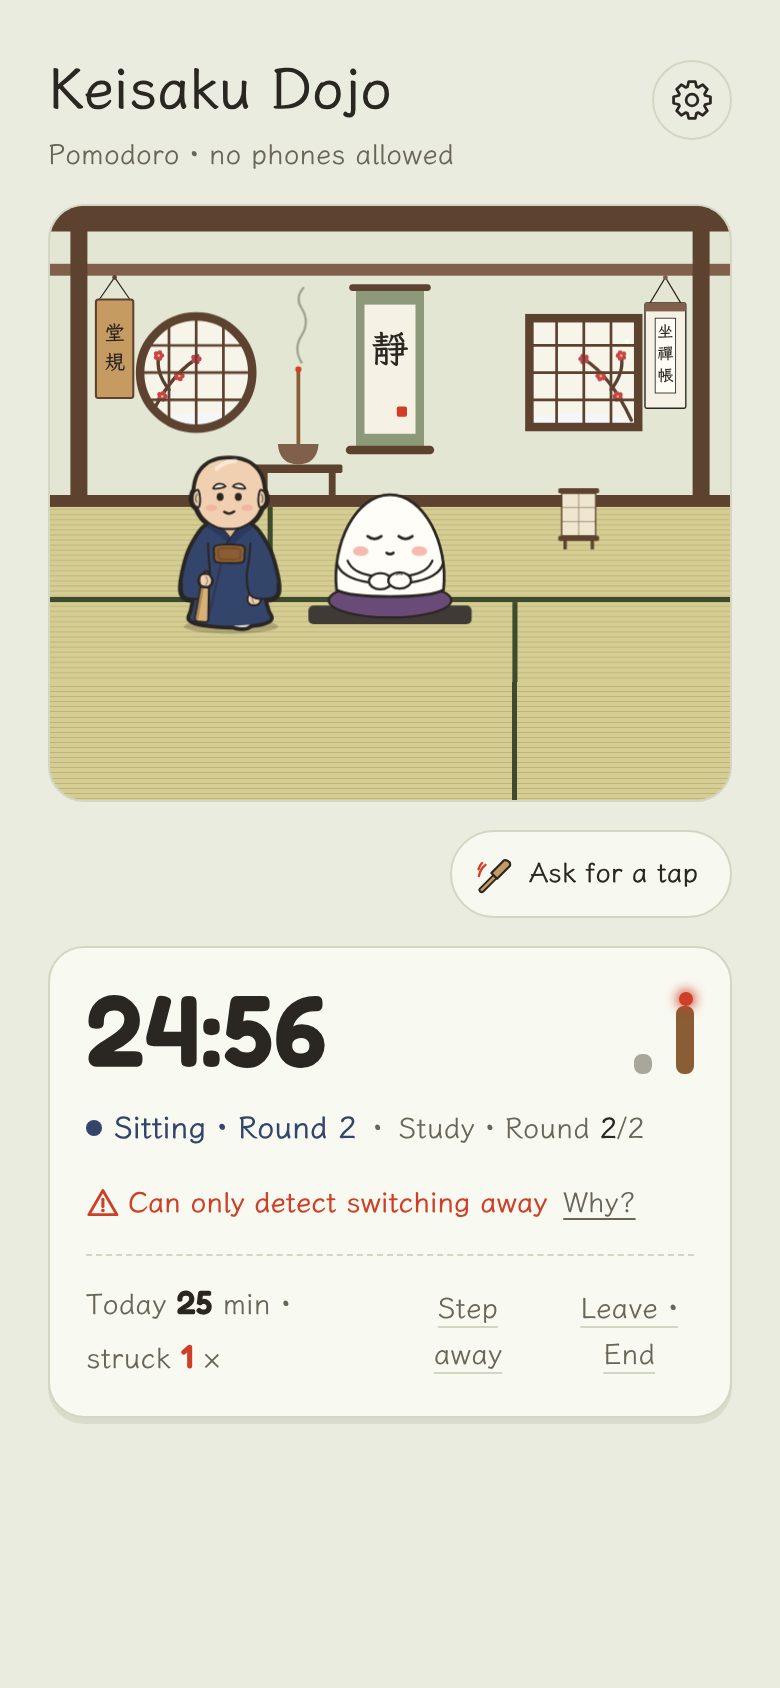 Keisaku Dojo
Pomodoro • no phones allowed
堂規
靜
坐禪帳
Ask for a tap
24:56
Sitting • Round 2 • Study • Round 2/2
Can only detect switching away Why?
Today 25 min •
struck 1 ×
Step
away
Leave •
End